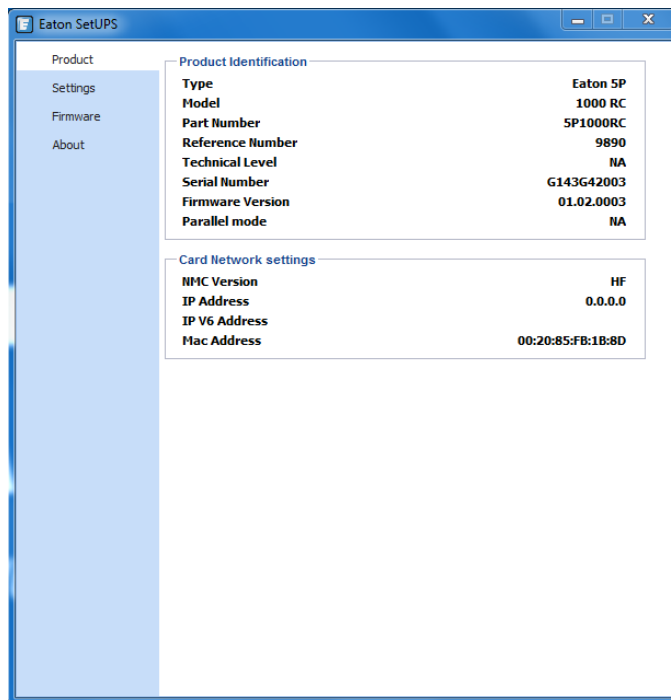 Eaton SetUPS
Product
Settings
Firmware
About
Product Identification
Type Eaton 5P
Model 1000 RC
Part Number 5P1000RC
Reference Number 9890
Technical Level NA
Serial Number G143G42003
Firmware Version 01.02.0003
Parallel mode NA
Card Network settings
NMC Version HF
IP Address 0.0.0.0
IP V6 Address
Mac Address 00:20:85:FB:1B:8D